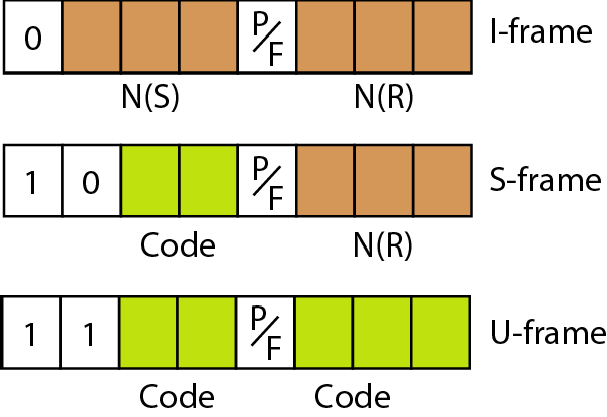 0 P/F I-frame
N(S) N(R)
1 0 P/F S-frame
Code N(R)
1 1 P/F U-frame
Code Code